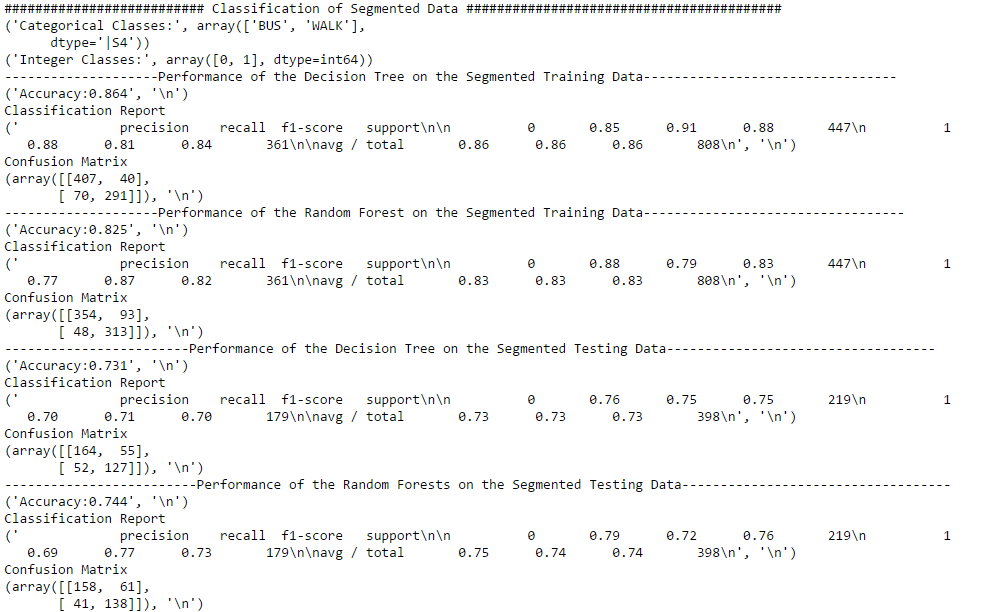 ########################## Classification of Segmented Data #########################################
('Categorical Classes:', array(['BUS', 'WALK'],
      dtype='|S4'))
('Integer Classes:', array([0, 1], dtype=int64))
--------------------Performance of the Decision Tree on the Segmented Training Data---------------------------------
('Accuracy:0.864', '\n')
Classification Report
('             precision    recall  f1-score   support\n\n          0       0.85      0.91      0.88       447\n          1
   0.88      0.81      0.84       361\n\navg / total       0.86      0.86      0.86       808\n', '\n')
Confusion Matrix
(array([[407,  40],
       [ 70, 291]]), '\n')
--------------------Performance of the Random Forest on the Segmented Training Data----------------------------------
('Accuracy:0.825', '\n')
Classification Report
('             precision    recall  f1-score   support\n\n          0       0.88      0.79      0.83       447\n          1
   0.77      0.87      0.82       361\n\navg / total       0.83      0.83      0.83       808\n', '\n')
Confusion Matrix
(array([[354,  93],
       [ 48, 313]]), '\n')
------------------------Performance of the Decision Tree on the Segmented Testing Data-----------------------------------
('Accuracy:0.731', '\n')
Classification Report
('             precision    recall  f1-score   support\n\n          0       0.76      0.75      0.75       219\n          1
   0.70      0.71      0.70       179\n\navg / total       0.73      0.73      0.73       398\n', '\n')
Confusion Matrix
(array([[164,  55],
       [ 52, 127]]), '\n')
-------------------------Performance of the Random Forests on the Segmented Testing Data-----------------------------------
('Accuracy:0.744', '\n')
Classification Report
('             precision    recall  f1-score   support\n\n          0       0.79      0.72      0.76       219\n          1
   0.69      0.77      0.73       179\n\navg / total       0.75      0.74      0.74       398\n', '\n')
Confusion Matrix
(array([[158,  61],
       [ 41, 138]]), '\n')